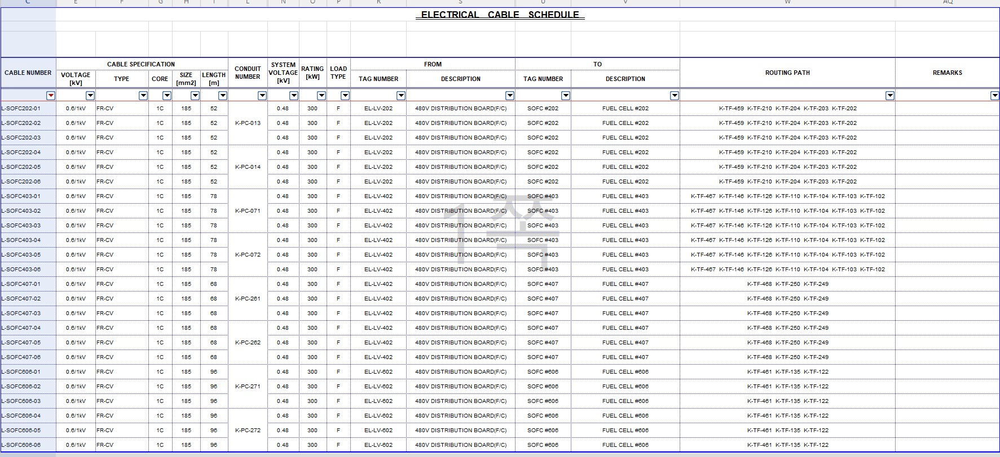 C E F G H I L N O P R S U V W AQ
ELECTRICAL CABLE SCHEDULE
CABLE NUMBER CABLE SPECIFICATION CONDUIT NUMBER SYSTEM VOLTAGE [kV] RATING [kW] LOAD TYPE FROM TO ROUTING PATH REMARKS
VOLTAGE [kV] TYPE CORE SIZE [mm2] LENGTH [m] TAG NUMBER DESCRIPTION TAG NUMBER DESCRIPTION
L-SOFC202-01 0.6/1kV FR-CV 1C 185 52 0.48 300 F EL-LV-202 480V DISTRIBUTION BOARD(F/C) SOFC #202 FUEL CELL #202 K-TF-459 K-TF-210 K-TF-204 K-TF-203 K-TF-202
L-SOFC202-02 0.6/1kV FR-CV 1C 185 52 K-PC-013 0.48 300 F EL-LV-202 480V DISTRIBUTION BOARD(F/C) SOFC #202 FUEL CELL #202 K-TF-459 K-TF-210 K-TF-204 K-TF-203 K-TF-202
L-SOFC202-03 0.6/1kV FR-CV 1C 185 52 0.48 300 F EL-LV-202 480V DISTRIBUTION BOARD(F/C) SOFC #202 FUEL CELL #202 K-TF-459 K-TF-210 K-TF-204 K-TF-203 K-TF-202
L-SOFC202-04 0.6/1kV FR-CV 1C 185 52 0.48 300 F EL-LV-202 480V DISTRIBUTION BOARD(F/C) SOFC #202 FUEL CELL #202 K-TF-459 K-TF-210 K-TF-204 K-TF-203 K-TF-202
L-SOFC202-05 0.6/1kV FR-CV 1C 185 52 K-PC-014 0.48 300 F EL-LV-202 480V DISTRIBUTION BOARD(F/C) SOFC #202 FUEL CELL #202 K-TF-459 K-TF-210 K-TF-204 K-TF-203 K-TF-202
L-SOFC202-06 0.6/1kV FR-CV 1C 185 52 0.48 300 F EL-LV-202 480V DISTRIBUTION BOARD(F/C) SOFC #202 FUEL CELL #202 K-TF-459 K-TF-210 K-TF-204 K-TF-203 K-TF-202
L-SOFC403-01 0.6/1kV FR-CV 1C 185 78 0.48 300 F EL-LV-402 480V DISTRIBUTION BOARD(F/C) SOFC #403 FUEL CELL #403 K-TF-467 K-TF-146 K-TF-126 K-TF-110 K-TF-104 K-TF-103 K-TF-102
L-SOFC403-02 0.6/1kV FR-CV 1C 185 78 K-PC-071 0.48 300 F EL-LV-402 480V DISTRIBUTION BOARD(F/C) SOFC #403 FUEL CELL #403 K-TF-467 K-TF-146 K-TF-126 K-TF-110 K-TF-104 K-TF-103 K-TF-102
L-SOFC403-03 0.6/1kV FR-CV 1C 185 78 0.48 300 F EL-LV-402 480V DISTRIBUTION BOARD(F/C) SOFC #403 FUEL CELL #403 K-TF-467 K-TF-146 K-TF-126 K-TF-110 K-TF-104 K-TF-103 K-TF-102
1쪽
L-SOFC403-04 0.6/1kV FR-CV 1C 185 78 0.48 300 F EL-LV-402 480V DISTRIBUTION BOARD(F/C) SOFC #403 FUEL CELL #403 K-TF-467 K-TF-146 K-TF-126 K-TF-110 K-TF-104 K-TF-103 K-TF-102
L-SOFC403-05 0.6/1kV FR-CV 1C 185 78 K-PC-072 0.48 300 F EL-LV-402 480V DISTRIBUTION BOARD(F/C) SOFC #403 FUEL CELL #403 K-TF-467 K-TF-146 K-TF-126 K-TF-110 K-TF-104 K-TF-103 K-TF-102
L-SOFC403-06 0.6/1kV FR-CV 1C 185 78 0.48 300 F EL-LV-402 480V DISTRIBUTION BOARD(F/C) SOFC #403 FUEL CELL #403 K-TF-467 K-TF-146 K-TF-126 K-TF-110 K-TF-104 K-TF-103 K-TF-102
L-SOFC407-01 0.6/1kV FR-CV 1C 185 68 0.48 300 F EL-LV-402 480V DISTRIBUTION BOARD(F/C) SOFC #407 FUEL CELL #407 K-TF-468 K-TF-250 K-TF-249
L-SOFC407-02 0.6/1kV FR-CV 1C 185 68 K-PC-261 0.48 300 F EL-LV-402 480V DISTRIBUTION BOARD(F/C) SOFC #407 FUEL CELL #407 K-TF-468 K-TF-250 K-TF-249
L-SOFC407-03 0.6/1kV FR-CV 1C 185 68 0.48 300 F EL-LV-402 480V DISTRIBUTION BOARD(F/C) SOFC #407 FUEL CELL #407 K-TF-468 K-TF-250 K-TF-249
L-SOFC407-04 0.6/1kV FR-CV 1C 185 68 0.48 300 F EL-LV-402 480V DISTRIBUTION BOARD(F/C) SOFC #407 FUEL CELL #407 K-TF-468 K-TF-250 K-TF-249
L-SOFC407-05 0.6/1kV FR-CV 1C 185 68 K-PC-262 0.48 300 F EL-LV-402 480V DISTRIBUTION BOARD(F/C) SOFC #407 FUEL CELL #407 K-TF-468 K-TF-250 K-TF-249
L-SOFC407-06 0.6/1kV FR-CV 1C 185 68 0.48 300 F EL-LV-402 480V DISTRIBUTION BOARD(F/C) SOFC #407 FUEL CELL #407 K-TF-468 K-TF-250 K-TF-249
L-SOFC606-01 0.6/1kV FR-CV 1C 185 96 0.48 300 F EL-LV-602 480V DISTRIBUTION BOARD(F/C) SOFC #606 FUEL CELL #606 K-TF-461 K-TF-135 K-TF-122
L-SOFC606-02 0.6/1kV FR-CV 1C 185 96 K-PC-271 0.48 300 F EL-LV-602 480V DISTRIBUTION BOARD(F/C) SOFC #606 FUEL CELL #606 K-TF-461 K-TF-135 K-TF-122
L-SOFC606-03 0.6/1kV FR-CV 1C 185 96 0.48 300 F EL-LV-602 480V DISTRIBUTION BOARD(F/C) SOFC #606 FUEL CELL #606 K-TF-461 K-TF-135 K-TF-122
L-SOFC606-04 0.6/1kV FR-CV 1C 185 96 0.48 300 F EL-LV-602 480V DISTRIBUTION BOARD(F/C) SOFC #606 FUEL CELL #606 K-TF-461 K-TF-135 K-TF-122
L-SOFC606-05 0.6/1kV FR-CV 1C 185 96 K-PC-272 0.48 300 F EL-LV-602 480V DISTRIBUTION BOARD(F/C) SOFC #606 FUEL CELL #606 K-TF-461 K-TF-135 K-TF-122
L-SOFC606-06 0.6/1kV FR-CV 1C 185 96 0.48 300 F EL-LV-602 480V DISTRIBUTION BOARD(F/C) SOFC #606 FUEL CELL #606 K-TF-461 K-TF-135 K-TF-122